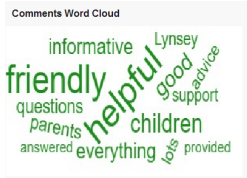 Comments Word Cloud
informative
Lynsey
friendly
helpful
good
advice
questions
support
parents
children
answered
everything
lots
provided